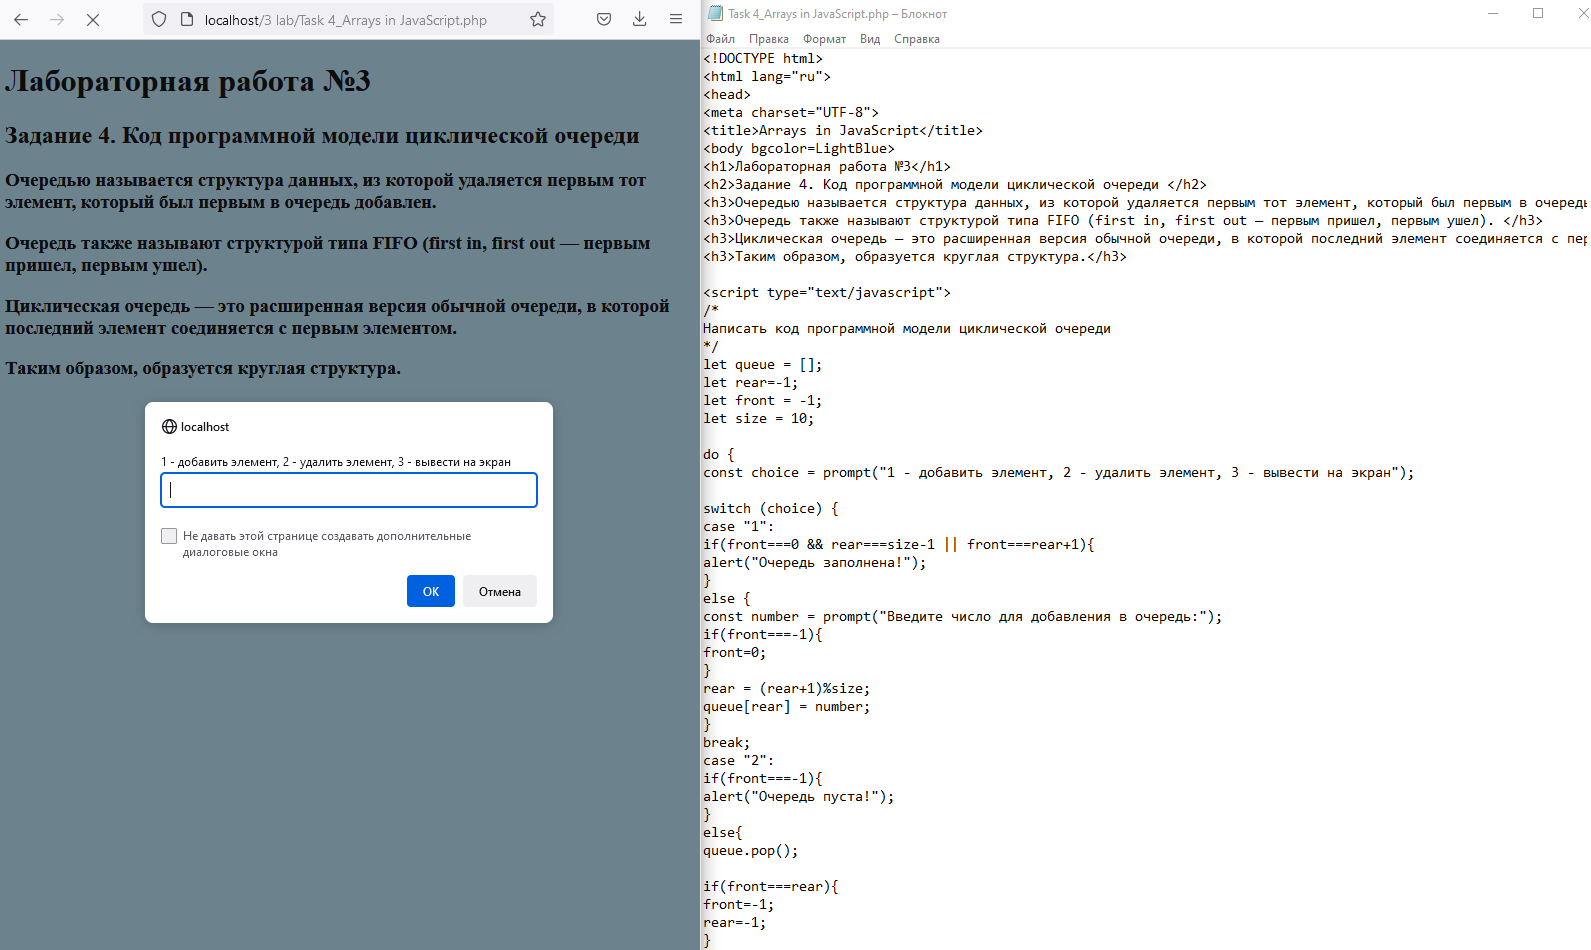 localhost/3 lab/Task 4_Arrays in JavaScript.php
Лабораторная работа №3
Задание 4. Код программной модели циклической очереди
Очередью называется структура данных, из которой удаляется первым тот
элемент, который был первым в очередь добавлен.
Очередь также называют структурой типа FIFO (first in, first out — первым
пришел, первым ушел).
Циклическая очередь — это расширенная версия обычной очереди, в которой
последний элемент соединяется с первым элементом.
Таким образом, образуется круглая структура.
localhost
1 - добавить элемент, 2 - удалить элемент, 3 - вывести на экран
Не давать этой странице создавать дополнительные
диалоговые окна
OK
Отмена
Task 4_Arrays in JavaScript.php – Блокнот
Файл Правка Формат Вид Справка
<!DOCTYPE html>
<html lang="ru">
<head>
<meta charset="UTF-8">
<title>Arrays in JavaScript</title>
<body bgcolor=LightBlue>
<h1>Лабораторная работа №3</h1>
<h2>Задание 4. Код программной модели циклической очереди </h2>
<h3>Очередью называется структура данных, из которой удаляется первым тот элемент, который был первым в очередь
<h3>Очередь также называют структурой типа FIFO (first in, first out — первым пришел, первым ушел). </h3>
<h3>Циклическая очередь — это расширенная версия обычной очереди, в которой последний элемент соединяется с пер
<h3>Таким образом, образуется круглая структура.</h3>
<script type="text/javascript">
/*
Написать код программной модели циклической очереди
*/
let queue = [];
let rear=-1;
let front = -1;
let size = 10;
do {
const choice = prompt("1 - добавить элемент, 2 - удалить элемент, 3 - вывести на экран");
switch (choice) {
case "1":
if(front===0 && rear===size-1 || front===rear+1){
alert("Очередь заполнена!");
}
else {
const number = prompt("Введите число для добавления в очередь:");
if(front===-1){
front=0;
}
rear = (rear+1)%size;
queue[rear] = number;
}
break;
case "2":
if(front===-1){
alert("Очередь пуста!");
}
else{
queue.pop();
if(front===rear){
front=-1;
rear=-1;
}